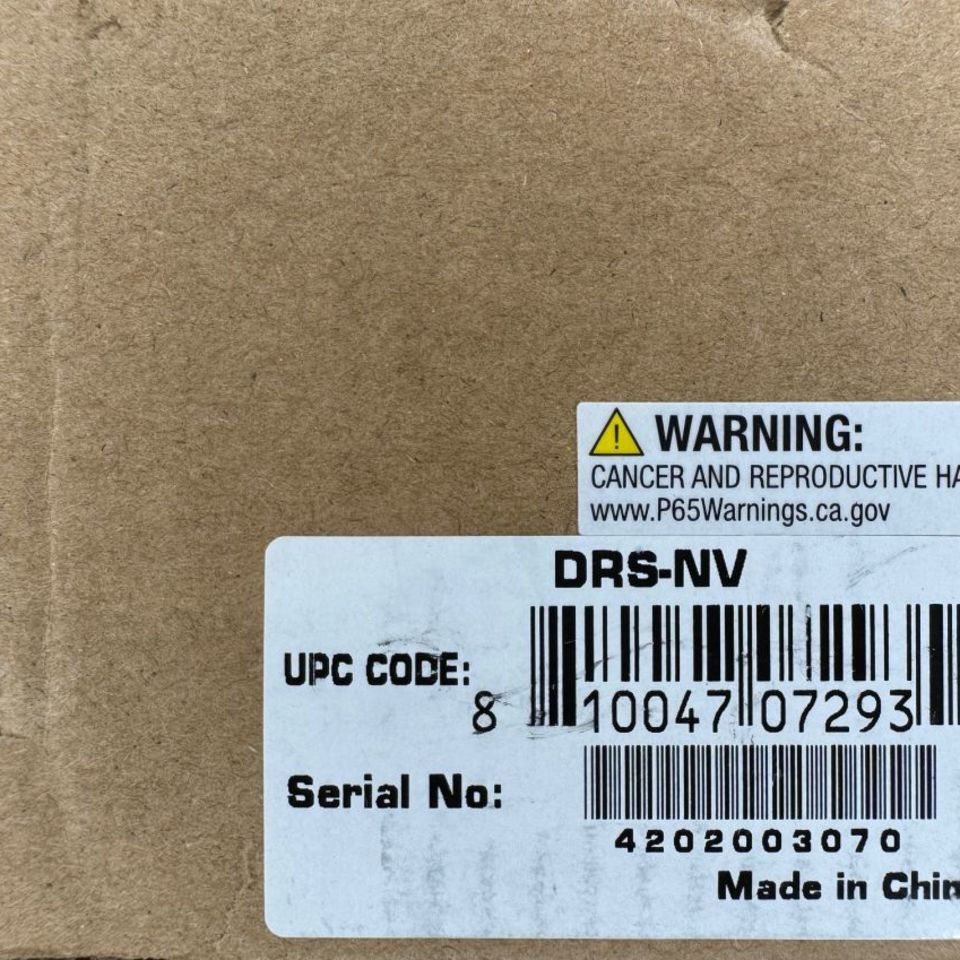 WARNING:
CANCER AND REPRODUCTIVE HA
www.P65Warnings.ca.gov
DRS-NV
UPC CODE:
8 10047 07293
Serial No:
4202003070
Made in Chin